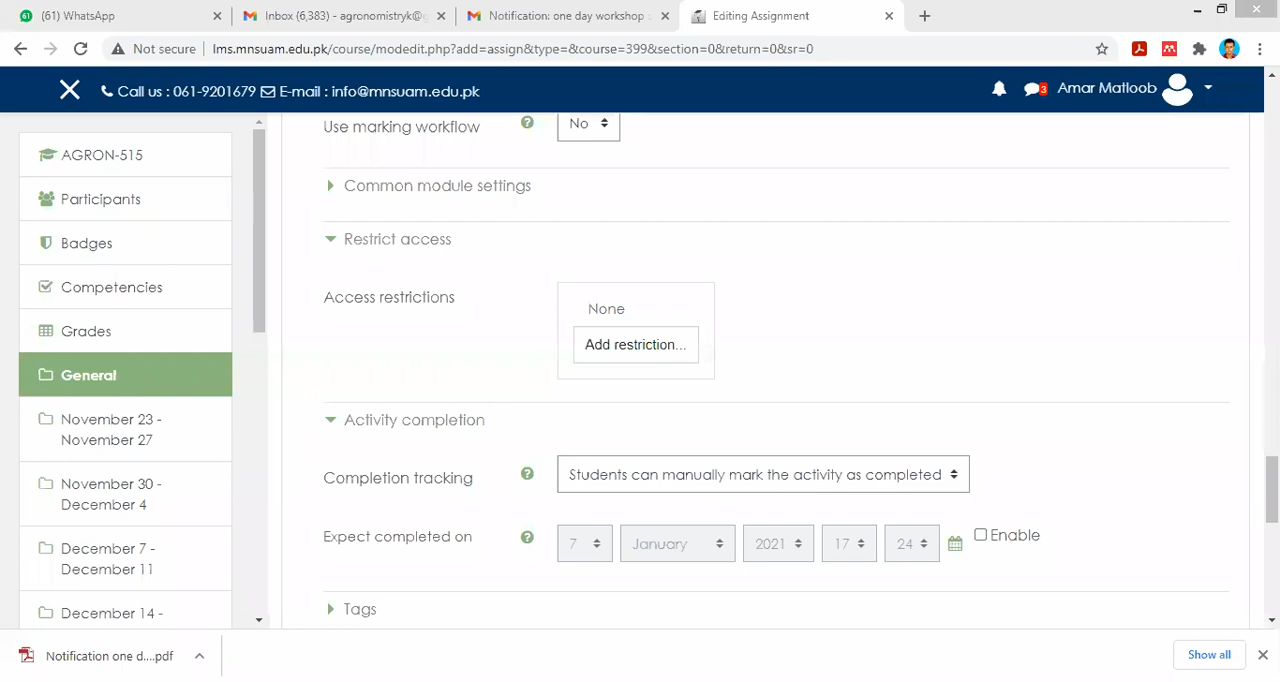 (61) WhatsApp
Inbox (6,383) - agronomistryk@g
Notification: one day workshop
Editing Assignment
Not secure | lms.mnsuam.edu.pk/course/modedit.php?add=assign&type=&course=399&section=0&return=0&sr=0
Call us : 061-9201679 E-mail : info@mnsuam.edu.pk
3 Amar Matloob
AGRON-515
Participants
Badges
Competencies
Grades
General
November 23 -
November 27
November 30 -
December 4
December 7 -
December 11
December 14 -
Use marking workflow No
Common module settings
Restrict access
Access restrictions
None
Add restriction...
Activity completion
Completion tracking Students can manually mark the activity as completed
Expect completed on 7 January 2021 17 24 Enable
Tags
Notification one d....pdf
Show all